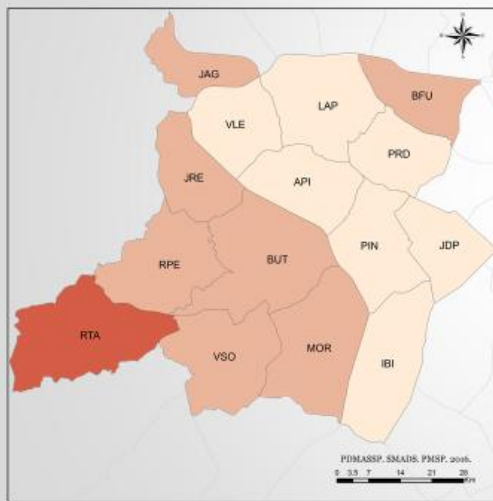 JAG
BFU
LAP
VLE
PRD
JRE
API
PIN
JDP
RPE
BUT
RTA
VSO
MOR
IBI
PDMASSP. SMADS. PMSP. 2016.
0 3.5 7 14 21 28
Km